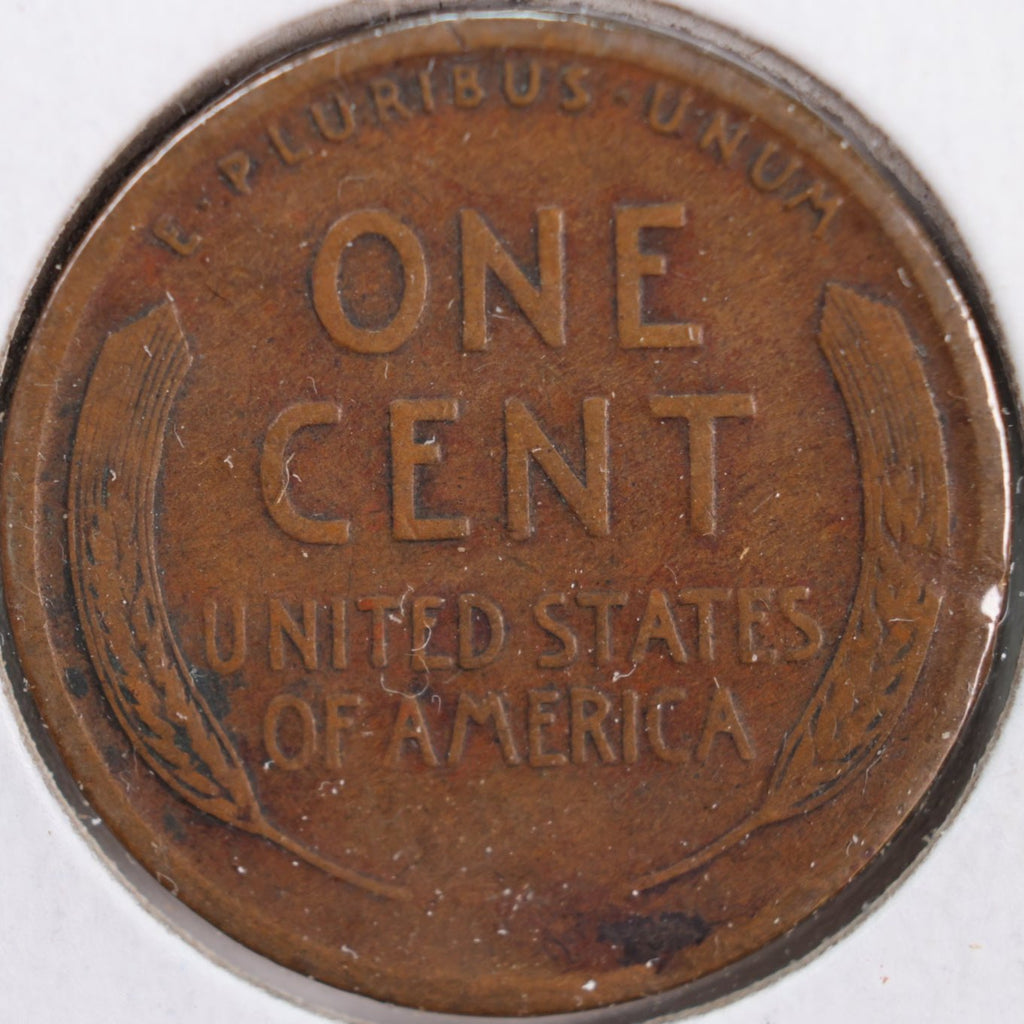 E · PLURIBUS · UNUM
ONE
CENT
UNITED STATES
OF AMERICA